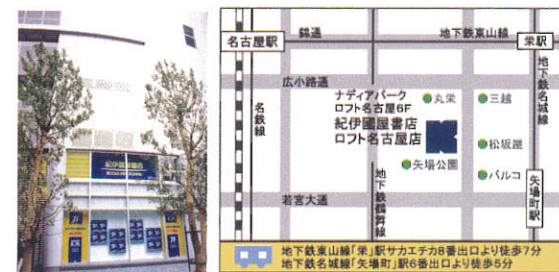 紀伊國屋書店
名古屋駅
錦通
地下鉄東山線
栄駅
広小路通
名鉄線
ナディアパーク
ロフト名古屋6F
紀伊國屋書店
ロフト名古屋店
丸栄
三越
地下鉄名城線
松坂屋
矢場公園
パルコ
矢場町駅
若宮大通
地下鉄鶴舞線
地下鉄東山線「栄」駅サカエチカ8番出口より徒歩7分
地下鉄名城線「矢場町」駅6番出口より徒歩5分